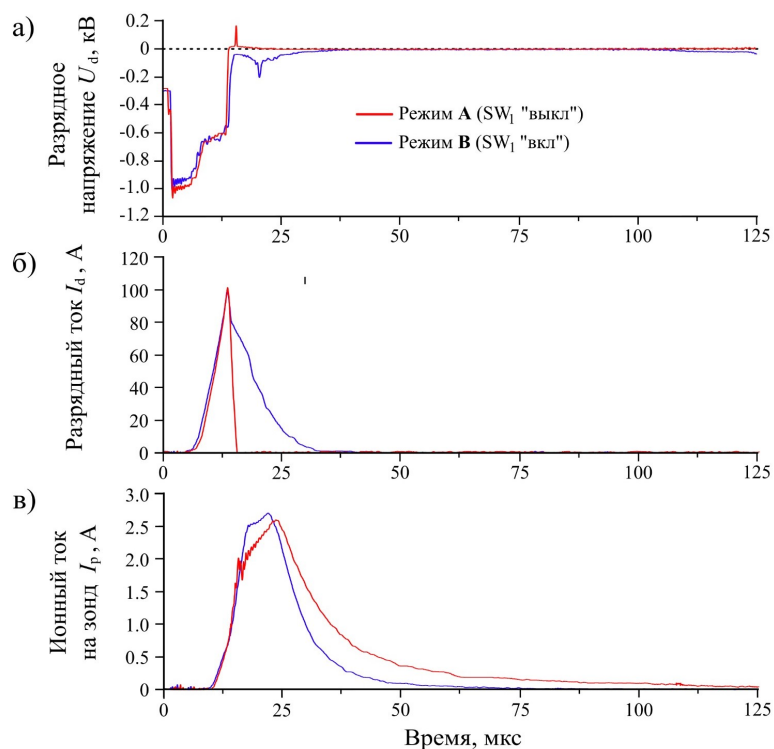 а)
Разрядное
напряжение U_d, кВ
0.2
0
-0.2
-0.4
-0.6
-0.8
-1.0
-1.2
Режим A (SW₁ "выкл")
Режим B (SW₁ "вкл")
0 25 50 75 100 125
б)
Разрядный ток I_d, А
120
100
80
60
40
20
0
0 25 50 75 100 125
в)
Ионный ток
на зонд I_p, А
3.0
2.5
2.0
1.5
1.0
0.5
0
0 25 50 75 100 125
Время, мкс